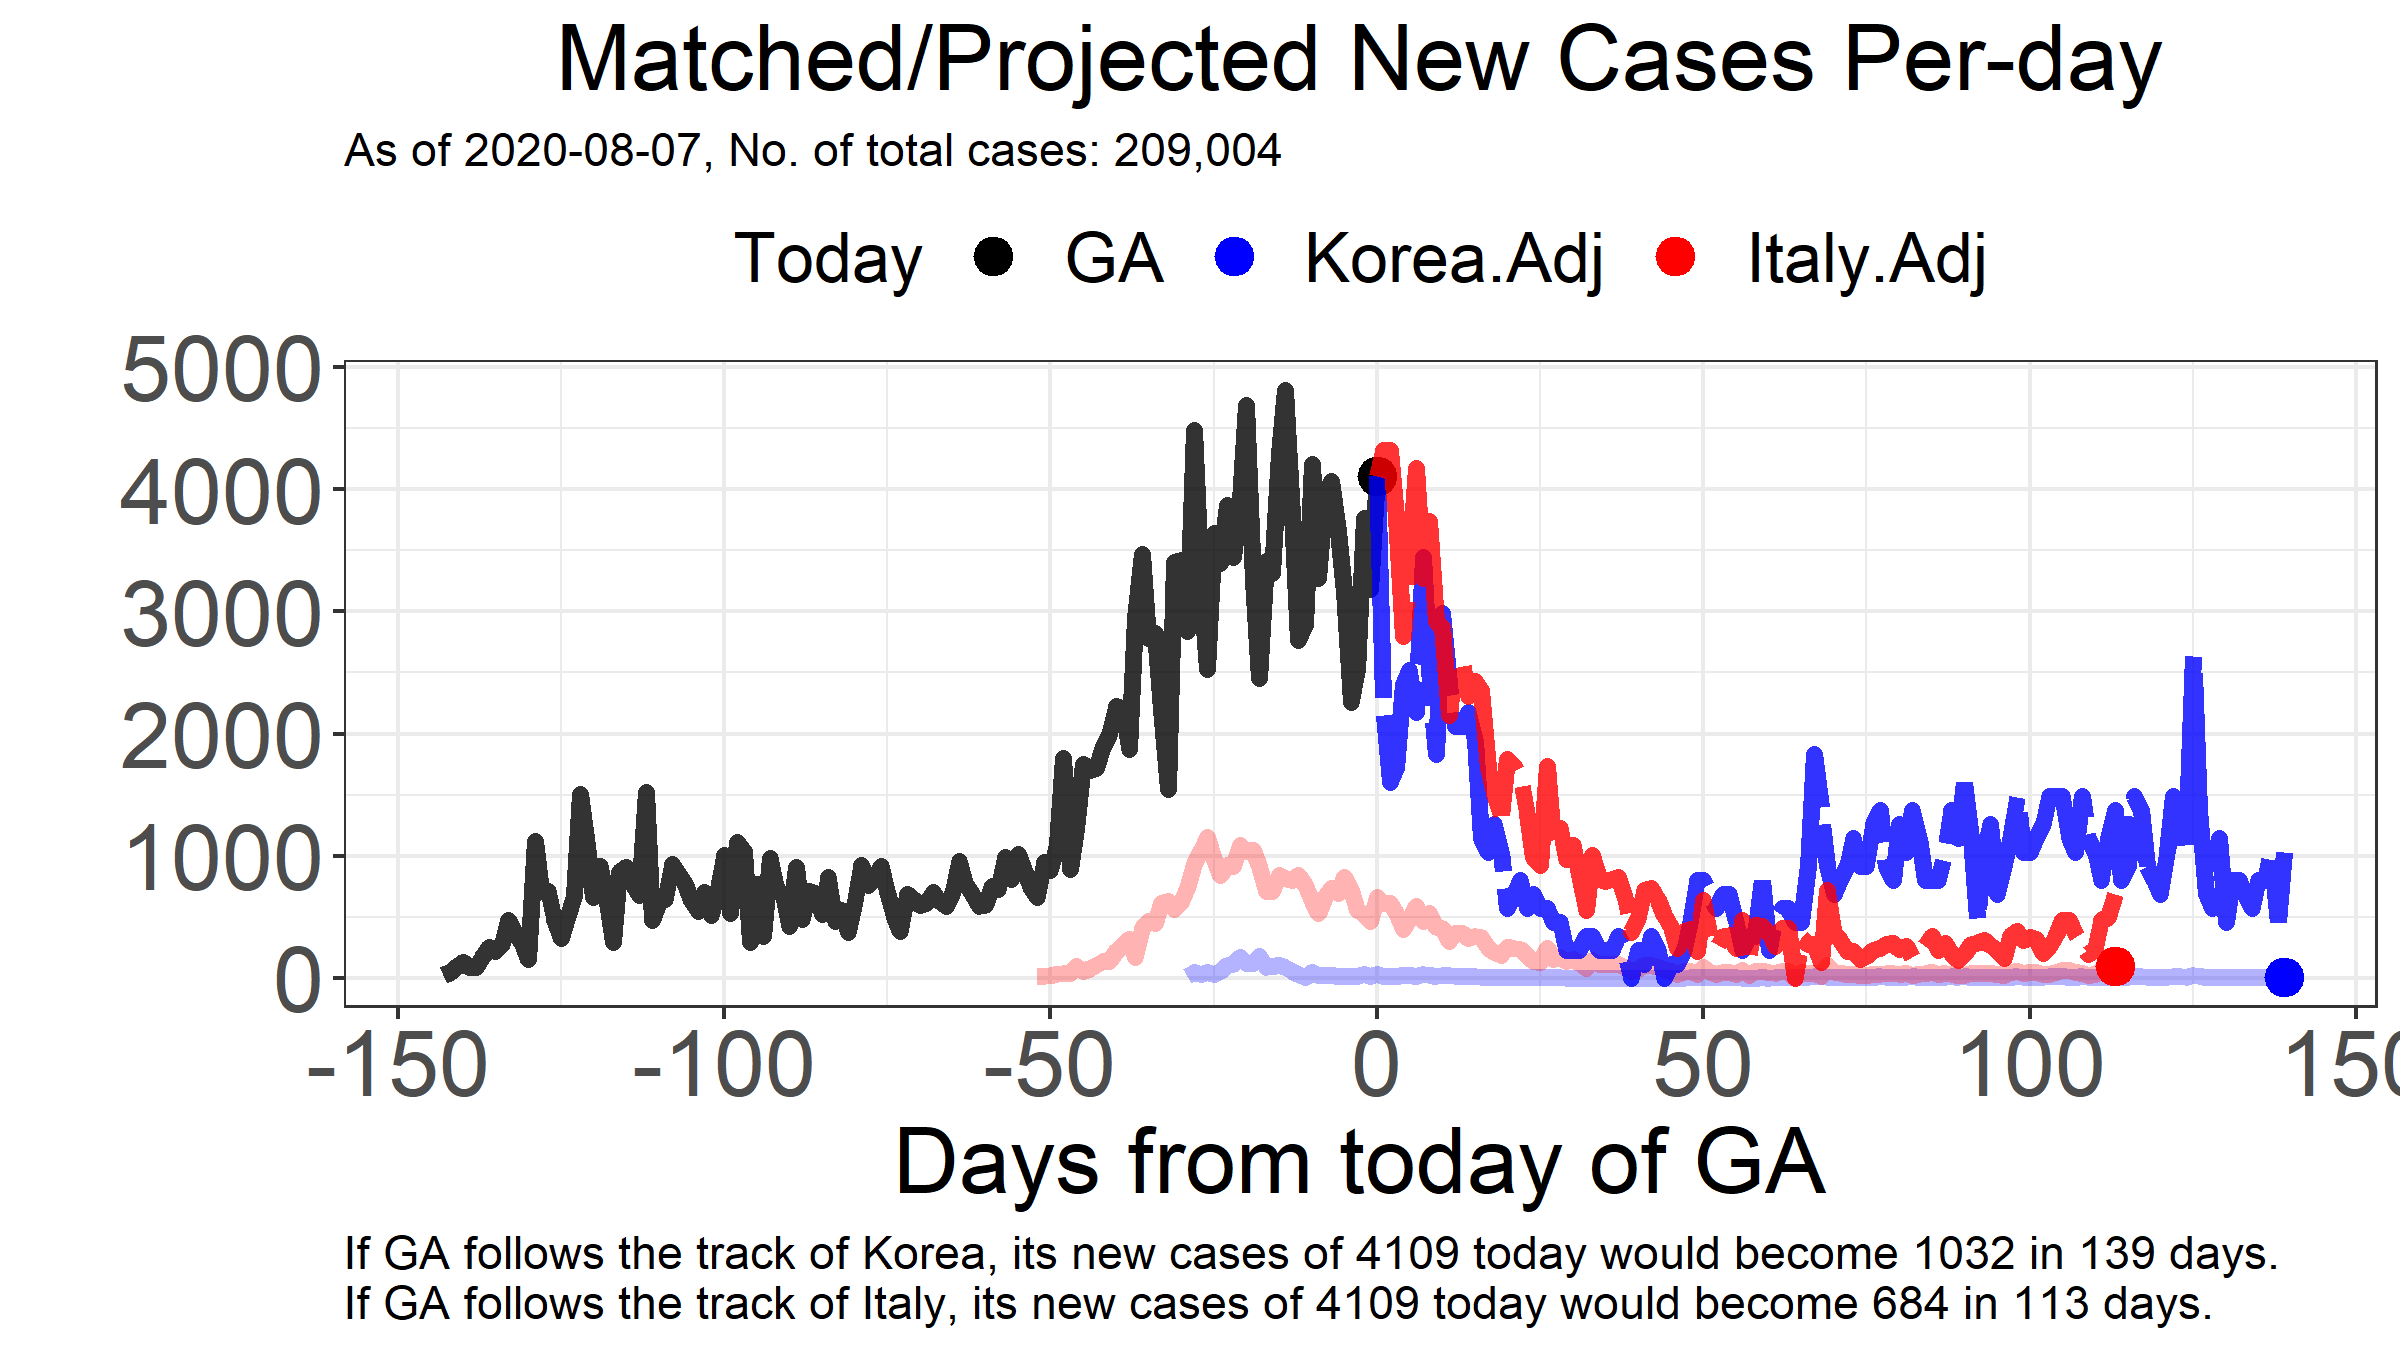 Matched/Projected New Cases Per-day
As of 2020-08-07, No. of total cases: 209,004
Today GA Korea.Adj Italy.Adj
5000
4000
3000
2000
1000
0
-150 -100 -50 0 50 100 150
Days from today of GA
If GA follows the track of Korea, its new cases of 4109 today would become 1032 in 139 days.
If GA follows the track of Italy, its new cases of 4109 today would become 684 in 113 days.